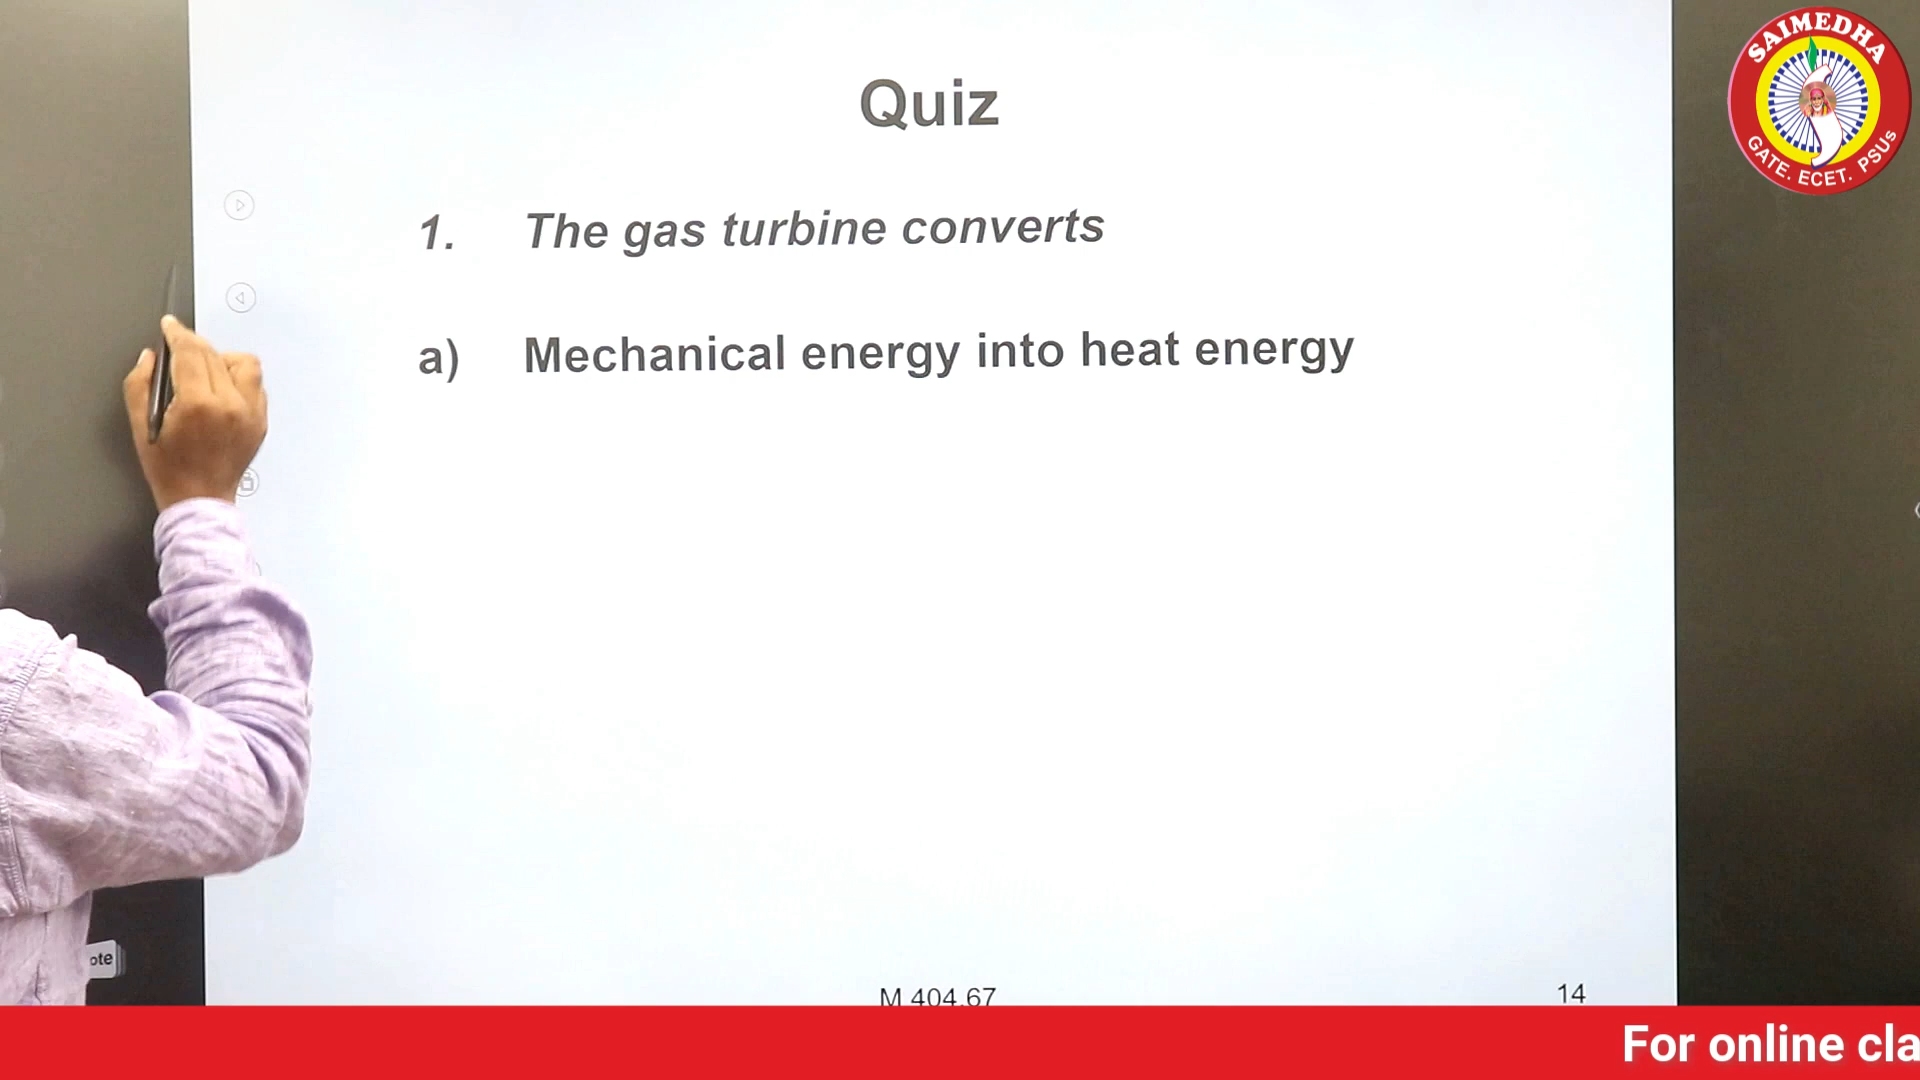 SAIMEDHA
GATE. ECET. PSUs
Quiz
1. The gas turbine converts
a) Mechanical energy into heat energy
ote
M 404.67
14
For online cla